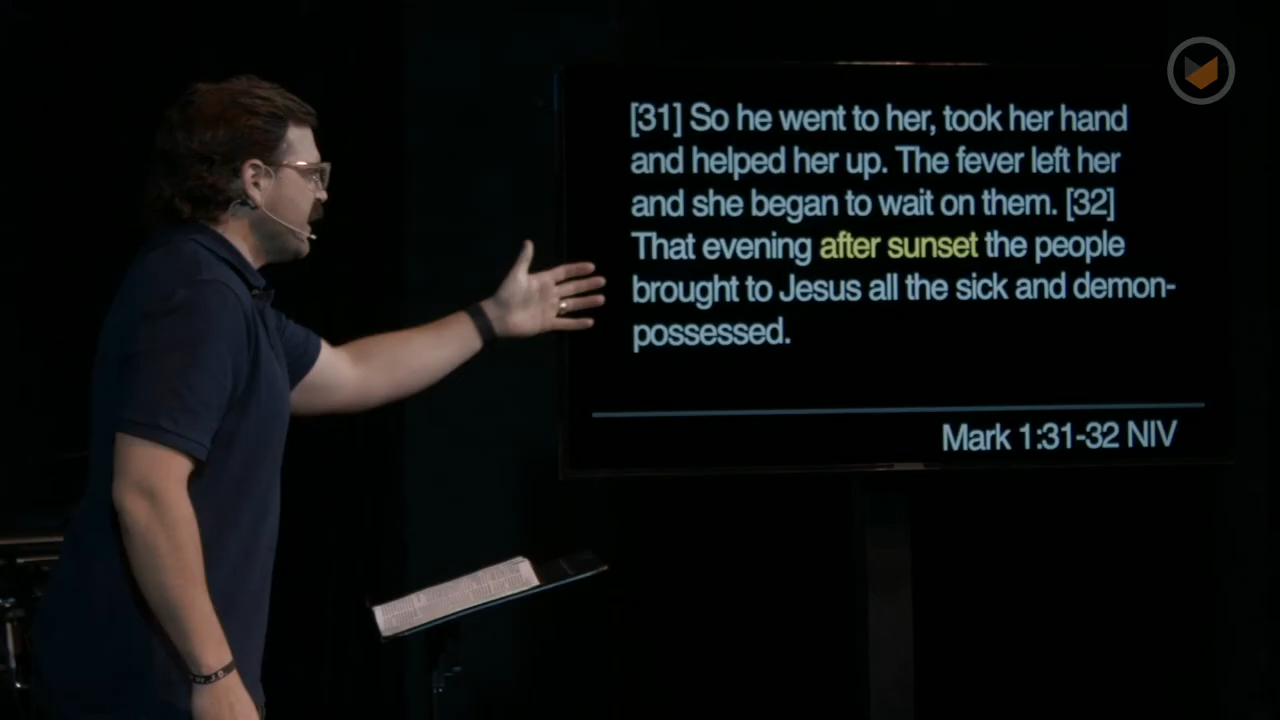 [31] So he went to her, took her hand
and helped her up. The fever left her
and she began to wait on them. [32]
That evening after sunset the people
brought to Jesus all the sick and demon-
possessed.
Mark 1:31-32 NIV